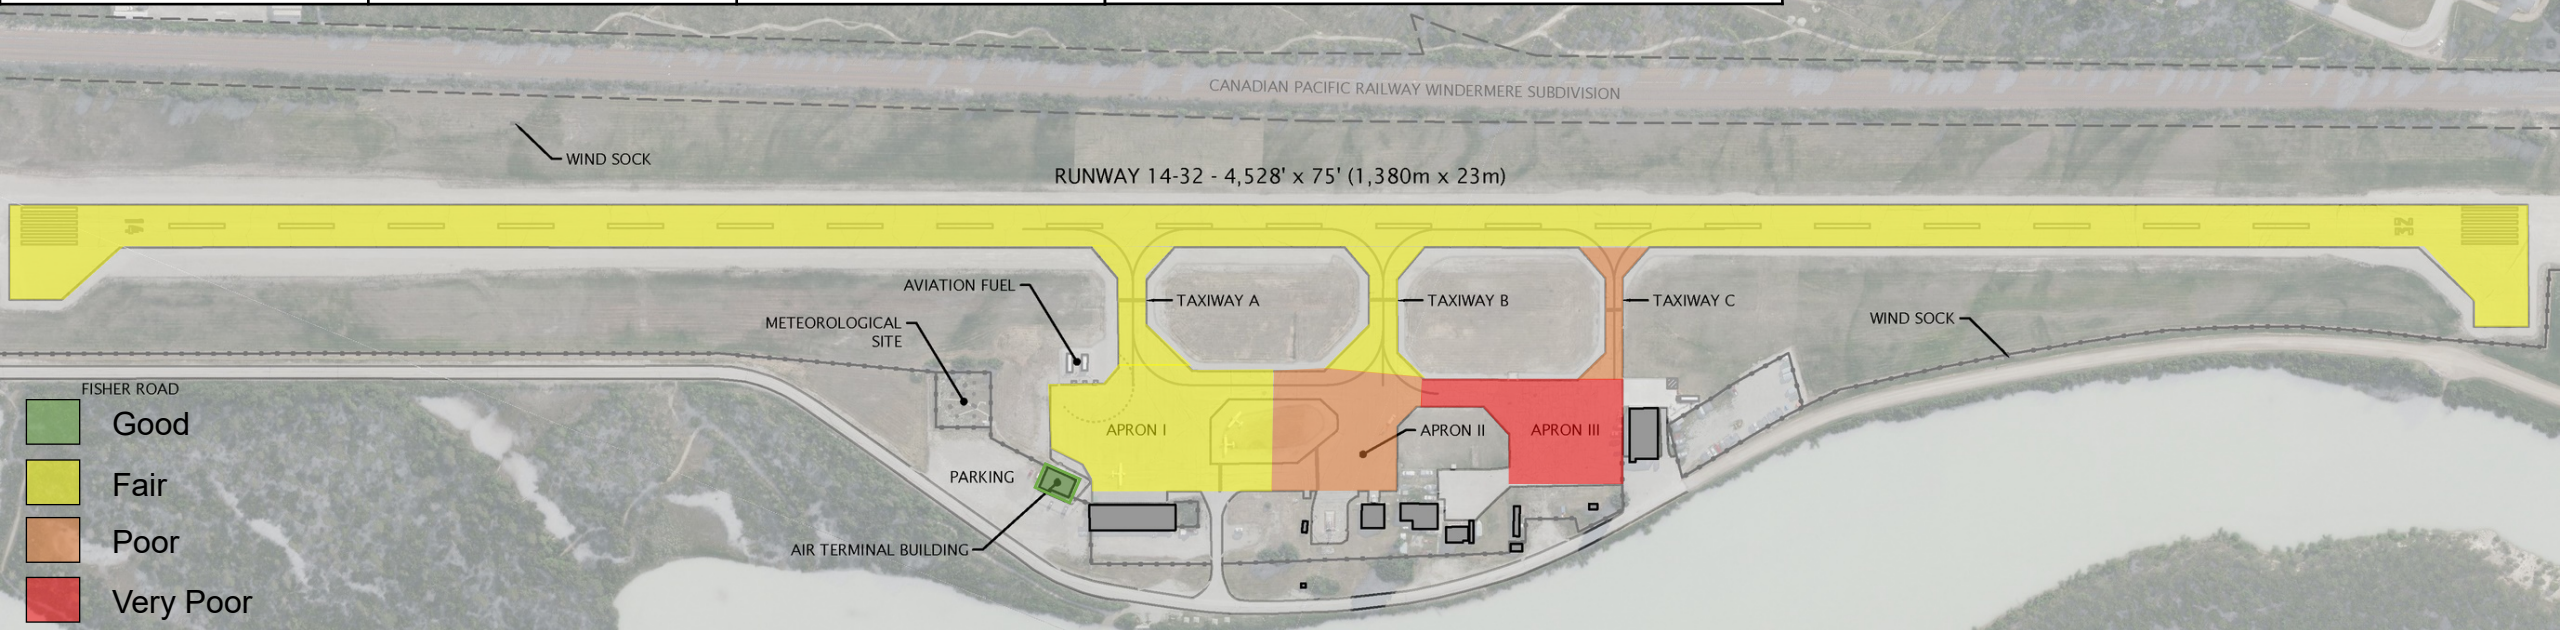 CANADIAN PACIFIC RAILWAY WINDERMERE SUBDIVISION
WIND SOCK
RUNWAY 14-32 - 4,528' x 75' (1,380m x 23m)
14
32
AVIATION FUEL
TAXIWAY A
TAXIWAY B
TAXIWAY C
METEOROLOGICAL
SITE
WIND SOCK
FISHER ROAD
APRON I
APRON II
APRON III
PARKING
AIR TERMINAL BUILDING
Good
Fair
Poor
Very Poor